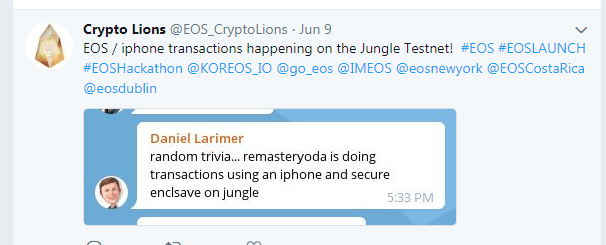 Crypto Lions @EOS_CryptoLions · Jun 9
EOS / iphone transactions happening on the Jungle Testnet! #EOS #EOSLAUNCH
#EOSHackathon @KOREOS_IO @go_eos @IMEOS @eosnewyork @EOSCostaRica
@eosdublin
Daniel Larimer
random trivia... remasteryoda is doing
transactions using an iphone and secure
enclsave on jungle
5:33 PM